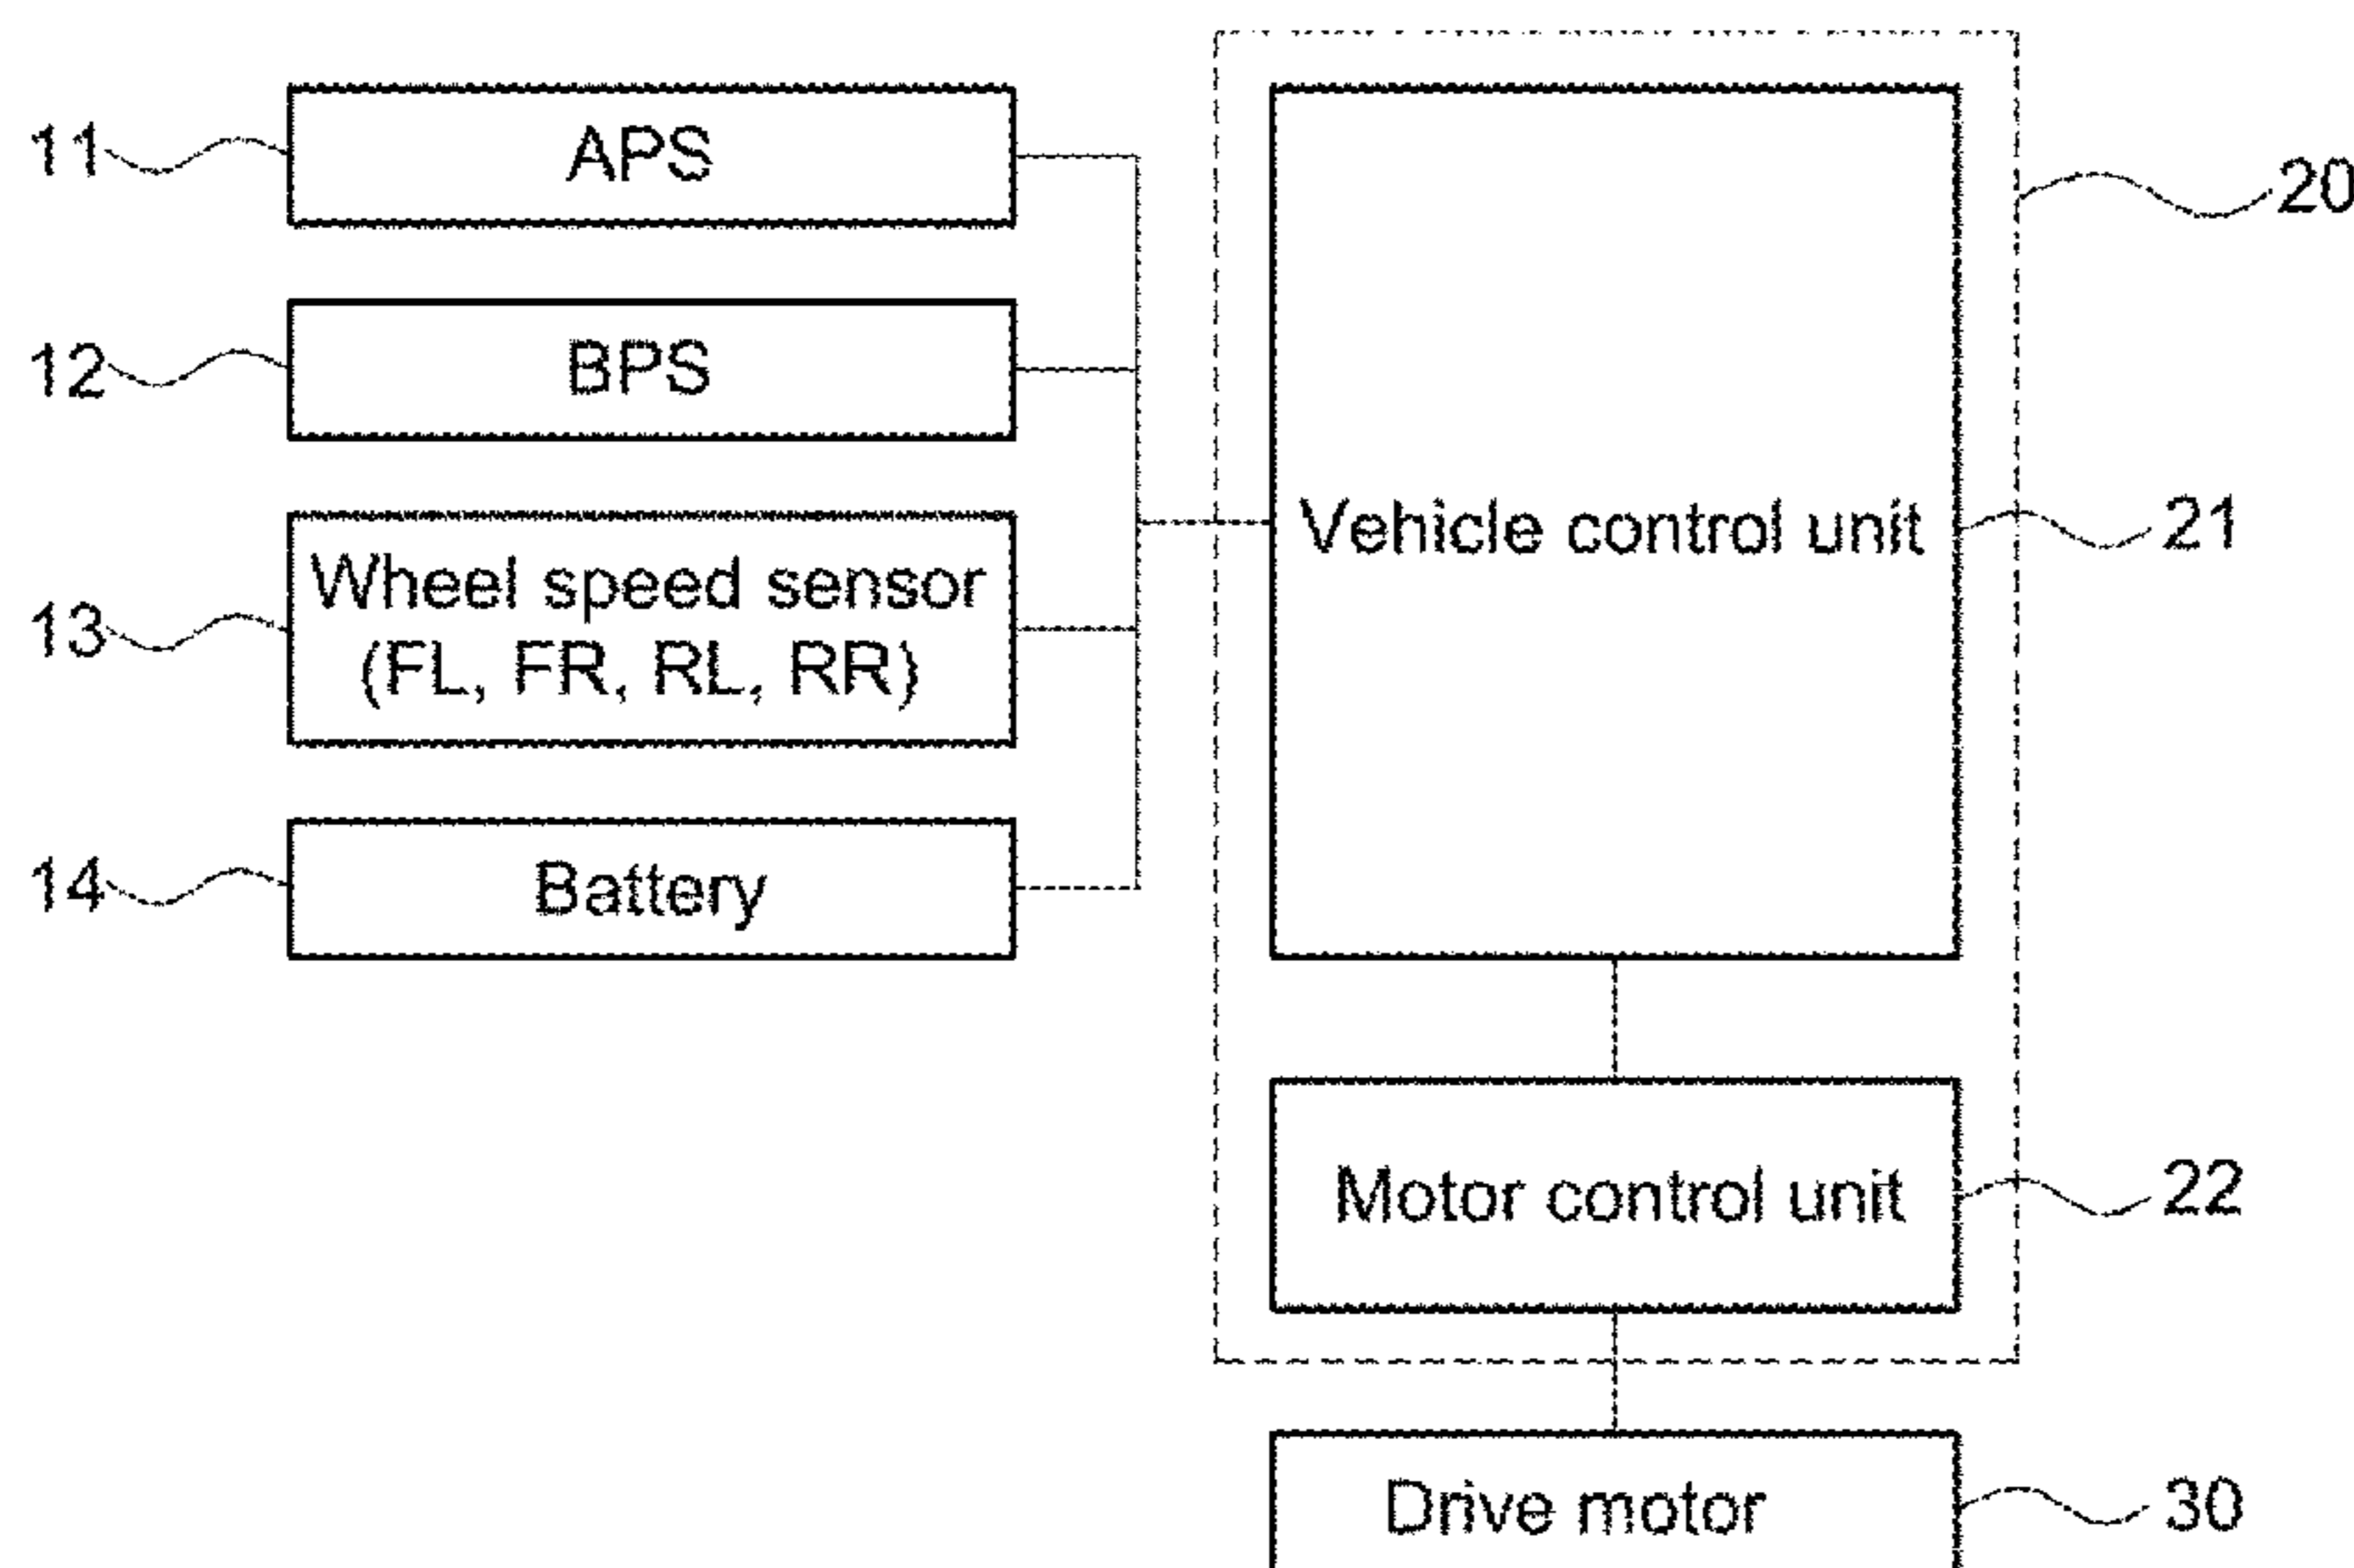 11
APS
20
12
BPS
Vehicle control unit
21
13
Wheel speed sensor
(FL, FR, RL, RR)
14
Battery
Motor control unit
22
Drive motor
30